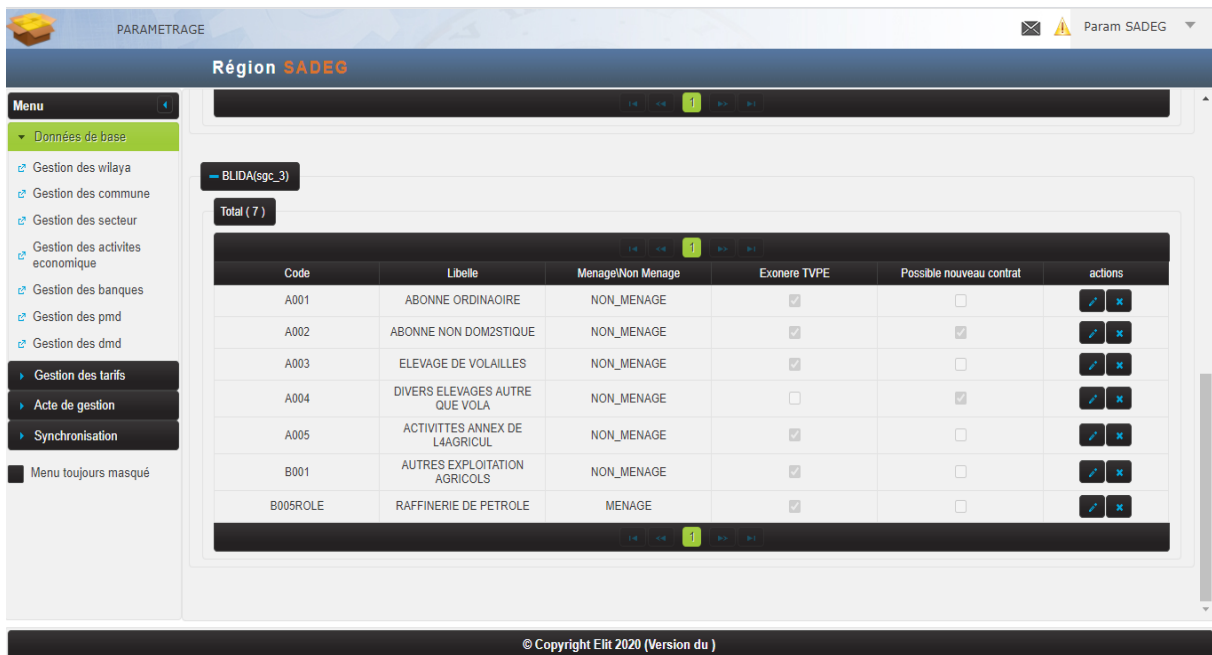 PARAMETRAGE
Param SADEG
Région SADEG
Menu
1
Données de base
Gestion des wilaya
Gestion des commune
Gestion des secteur
Gestion des activites
economique
Gestion des banques
Gestion des pmd
Gestion des dmd
Gestion des tarifs
Acte de gestion
Synchronisation
Menu toujours masqué
BLIDA(sgc_3)
Total ( 7 )
1
Code Libelle Menage\Non Menage Exonere TVPE Possible nouveau contrat actions
A001 ABONNE ORDINAOIRE NON_MENAGE
A002 ABONNE NON DOM2STIQUE NON_MENAGE
A003 ELEVAGE DE VOLAILLES NON_MENAGE
A004 DIVERS ELEVAGES AUTRE
QUE VOLA NON_MENAGE
A005 ACTIVITTES ANNEX DE
L4AGRICUL NON_MENAGE
B001 AUTRES EXPLOITATION
AGRICOLS NON_MENAGE
B005ROLE RAFFINERIE DE PETROLE MENAGE
1
© Copyright Elit 2020 (Version du )